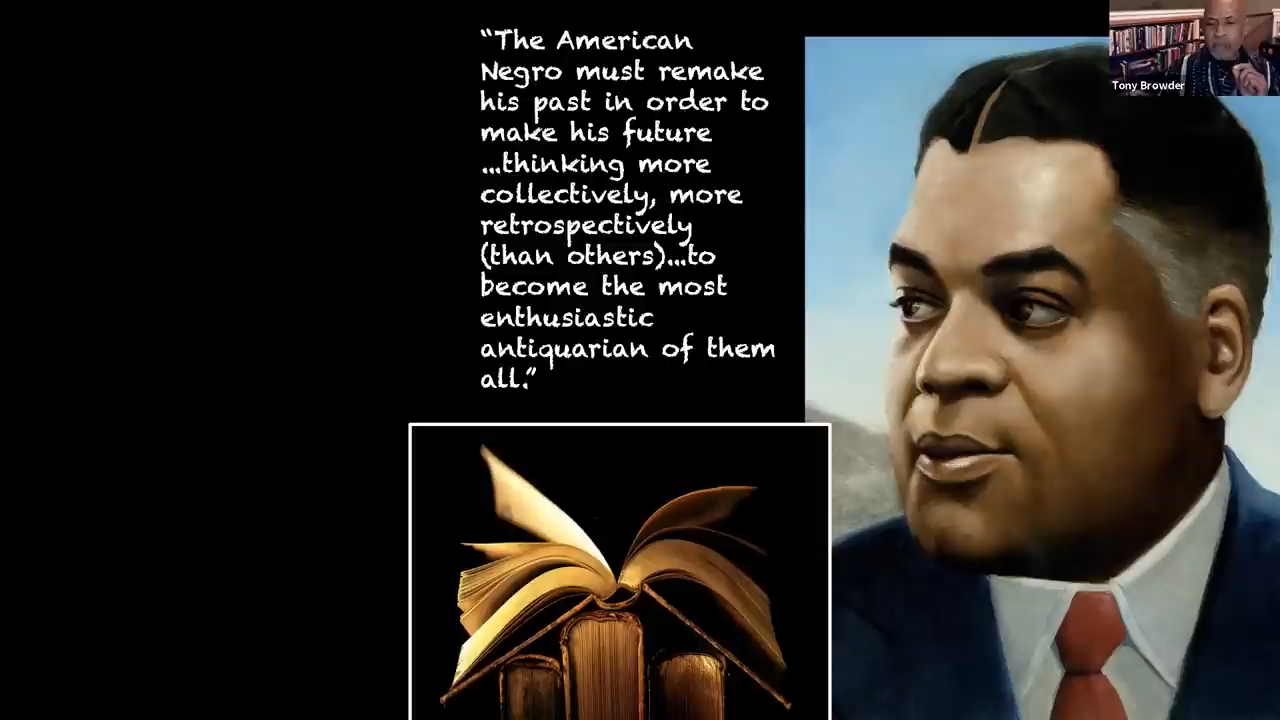 “The American
Negro must remake
his past in order to
make his future
...thinking more
collectively, more
retrospectively
(than others)...to
become the most
enthusiastic
antiquarian of them
all.”
Tony Browder